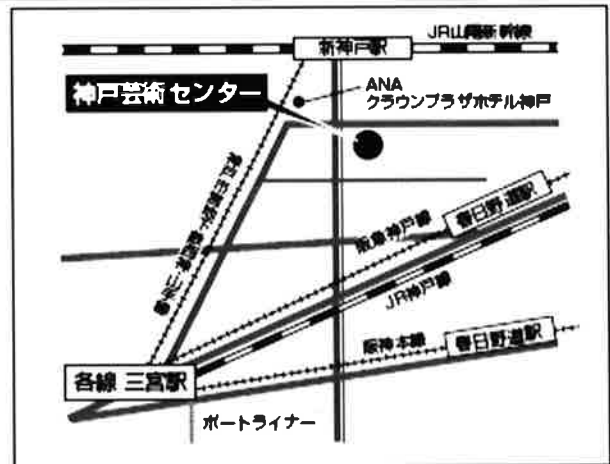 JR山陽新幹線
新神戸駅
神戸芸術センター
ANA
クラウンプラザホテル神戸
春日野道駅
阪急神戸線
JR神戸線
阪神本線
春日野道駅
各線 三宮駅
ポートライナー